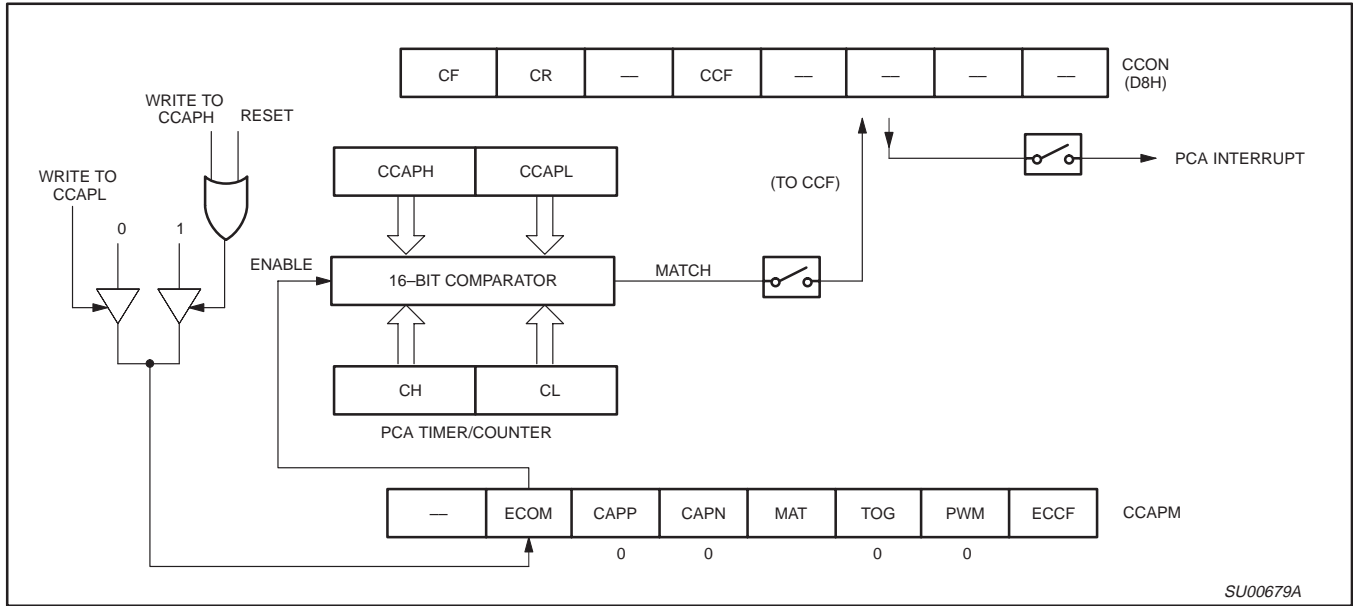 CF CR — CCF — — — — CCON
(D8H)
WRITE TO
CCAPH RESET
WRITE TO
CCAPL
0 1
CCAPH CCAPL
(TO CCF)
PCA INTERRUPT
ENABLE
16–BIT COMPARATOR
MATCH
CH CL
PCA TIMER/COUNTER
— ECOM CAPP CAPN MAT TOG PWM ECCF CCAPM
0 0 0 0
SU00679A